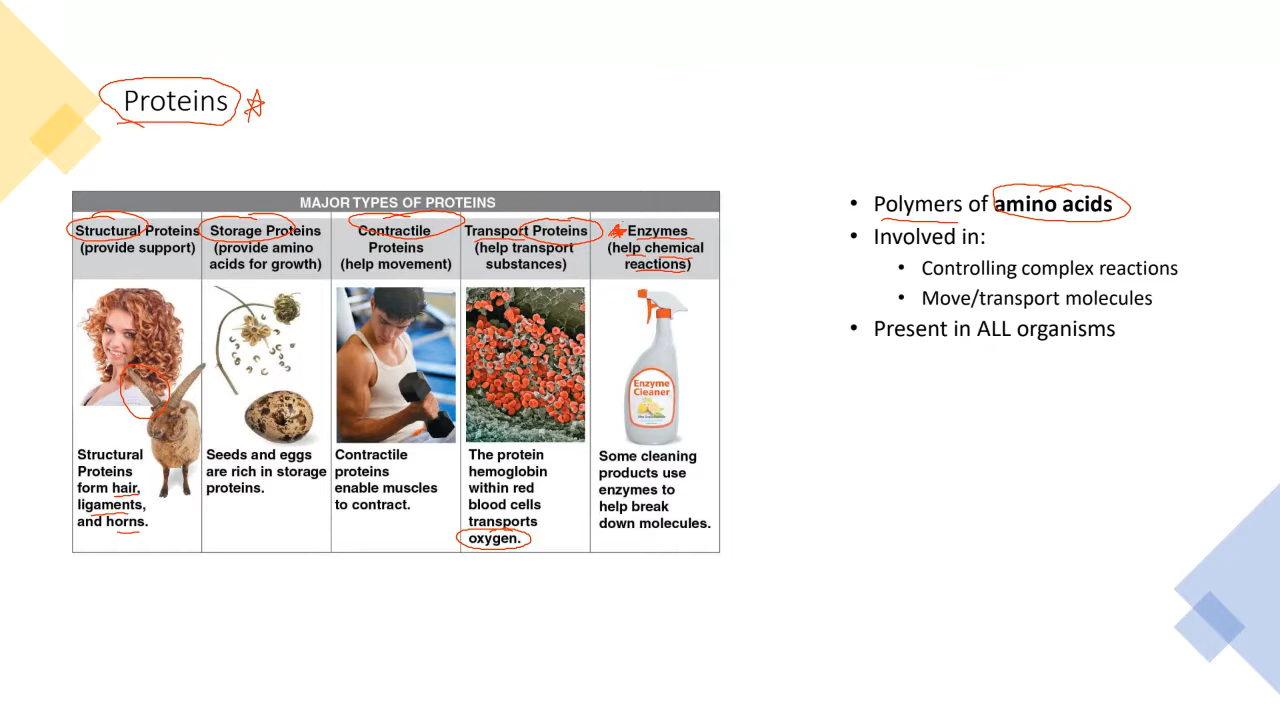 Proteins
MAJOR TYPES OF PROTEINS
Structural Proteins
(provide support)
Storage Proteins
(provide amino
acids for growth)
Contractile
Proteins
(help movement)
Transport Proteins
(help transport
substances)
Enzymes
(help chemical
reactions)
Enzyme
Cleaner
Structural
Proteins
form hair,
ligaments,
and horns.
Seeds and eggs
are rich in storage
proteins.
Contractile
proteins
enable muscles
to contract.
The protein
hemoglobin
within red
blood cells
transports
oxygen.
Some cleaning
products use
enzymes to
help break
down molecules.
• Polymers of amino acids
• Involved in:
• Controlling complex reactions
• Move/transport molecules
• Present in ALL organisms